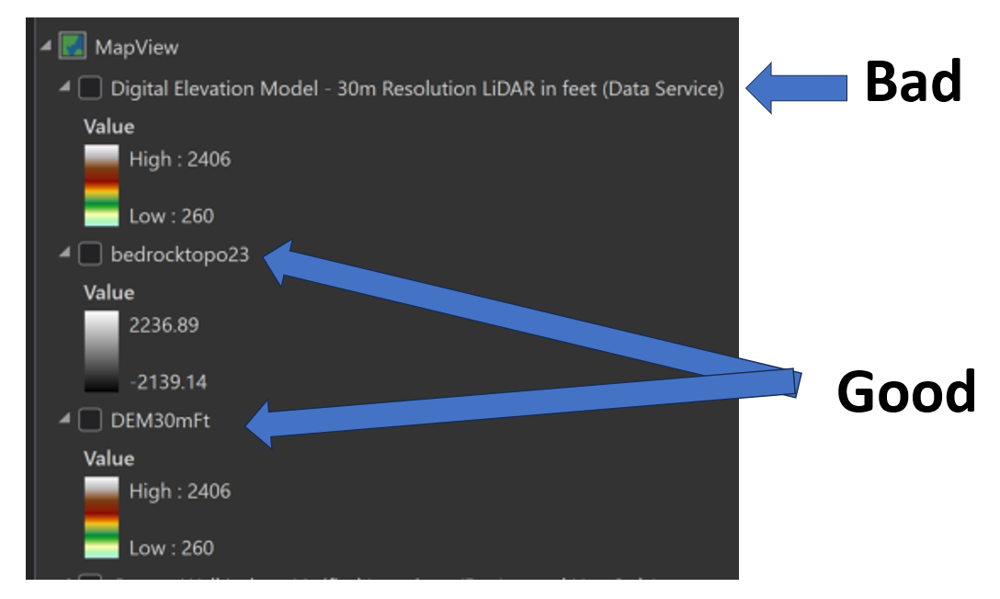 MapView
Digital Elevation Model - 30m Resolution LiDAR in feet (Data Service)
Bad
Value
High : 2406
Low : 260
bedrocktopo23
Value
2236.89
-2139.14
Good
DEM30mFt
Value
High : 2406
Low : 260